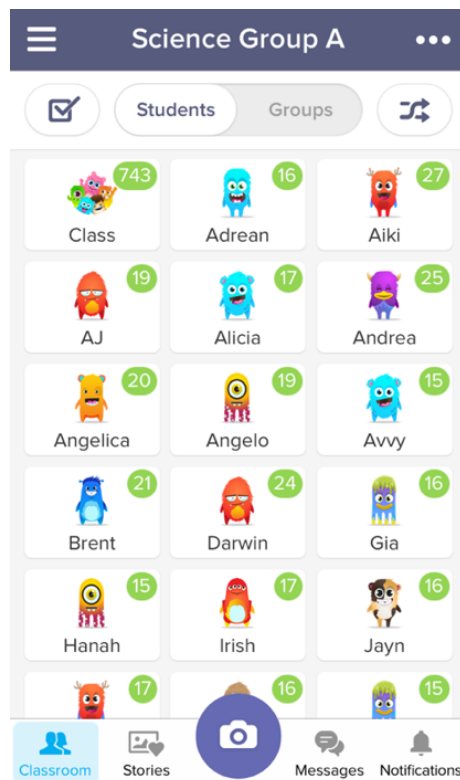 Science Group A
Students Groups
743 16 27
Class Adrean Aiki
19 17 25
AJ Alicia Andrea
20 19 15
Angelica Angelo Avvy
21 24 16
Brent Darwin Gia
15 17 16
Hanah Irish Jayn
17 16 15
Classroom Stories Messages Notifications